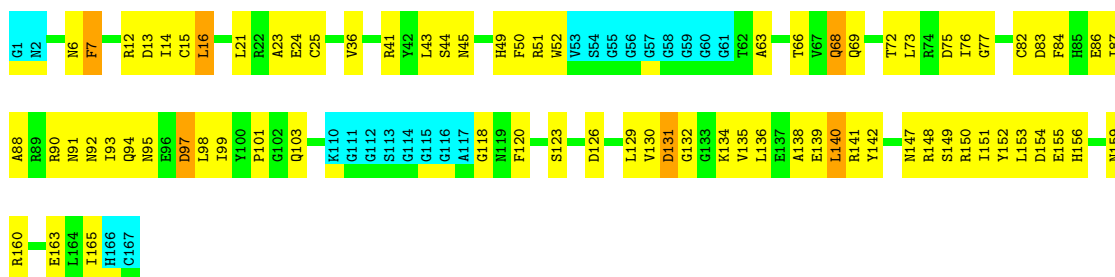 G1 N2 N6 F7 R12 D13 I14 C15 L16 L21 R22 A23 E24 C25 V36 R41 Y42 L43 S44 N45 H49 F50 R51 W52 V53 S54 G55 G56 G57 G58 G59 G60 G61 T62 A63 T66 V67 Q68 Q69 T72 L73 R74 D75 I76 G77 C82 D83 F84 H85 E86
A88 R89 R90 N91 N92 I93 Q94 N95 E96 D97 L98 I99 Y100 P101 G102 Q103 K110 G111 G112 S113 G114 G115 G116 A117 G118 N119 F120 S123 D126 L129 V130 D131 G132 G133 K134 V135 L136 E137 A138 E139 L140 R141 Y142 N147 R148 S149 R150 I151 Y152 L153 D154 E155 H156 N159
R160 E163 L164 I165 H166 C167